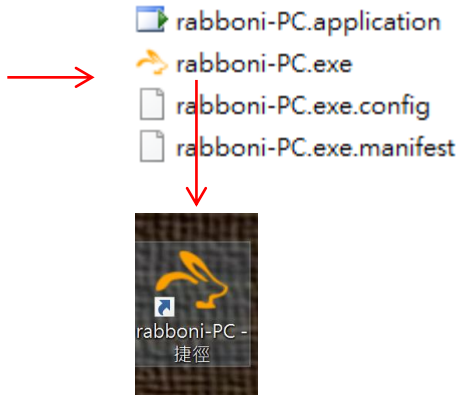 rabboni-PC.application
rabboni-PC.exe
rabboni-PC.exe.config
rabboni-PC.exe.manifest
rabboni-PC -
捷徑